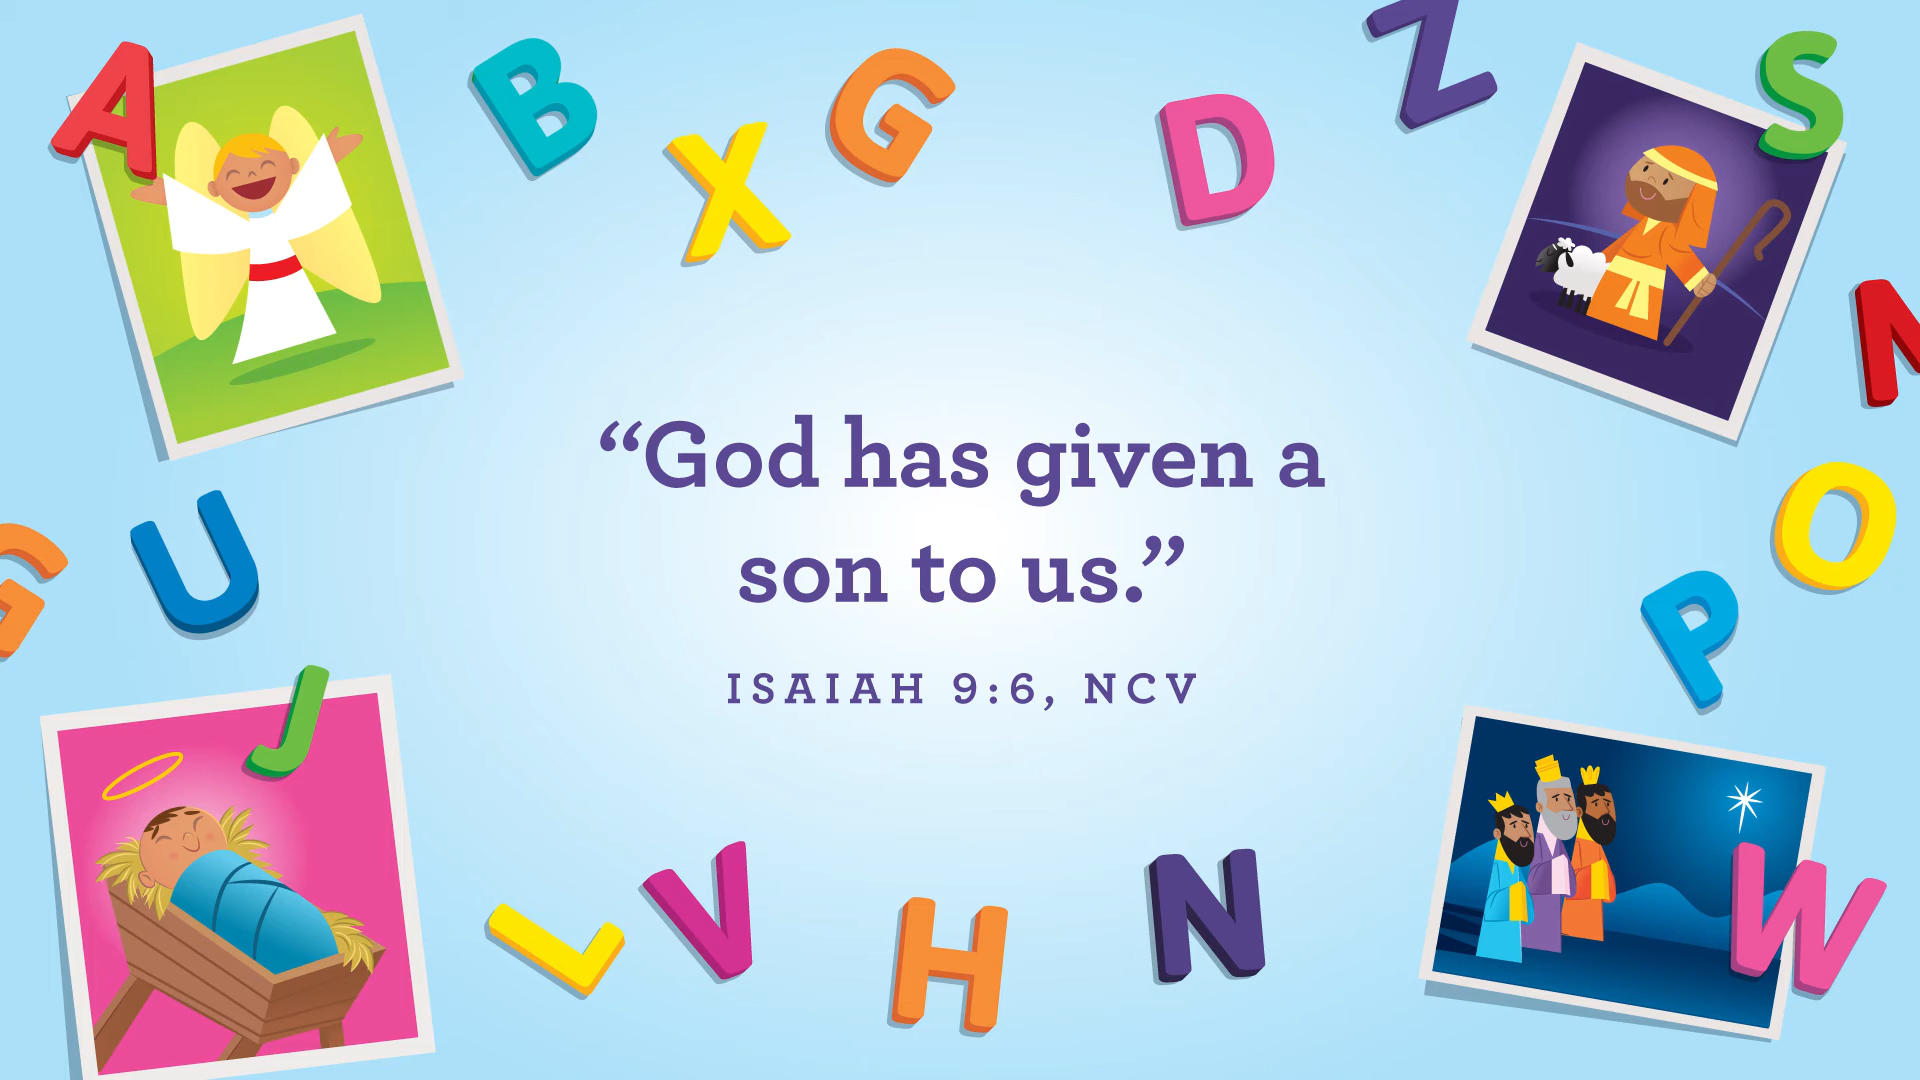 A
B
X
G
D
Z
S
“God has given a
son to us.”
ISAIAH 9:6, NCV
G
U
J
O
P
L
V
H
N
W